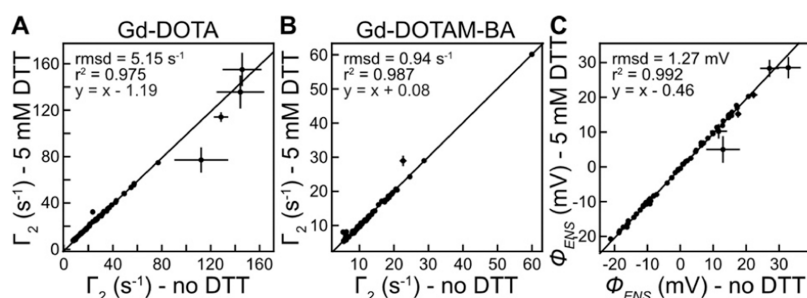 A Gd-DOTA
rmsd = 5.15 s⁻¹
r² = 0.975
y = x - 1.19
Γ₂ (s⁻¹) - 5 mM DTT
160
120
80
40
0
0 40 80 120 160
Γ₂ (s⁻¹) - no DTT
B Gd-DOTAM-BA
rmsd = 0.94 s⁻¹
r² = 0.987
y = x + 0.08
Γ₂ (s⁻¹) - 5 mM DTT
60
50
40
30
20
10
0 10 20 30 40 50 60
Γ₂ (s⁻¹) - no DTT
C
rmsd = 1.27 mV
r² = 0.992
y = x - 0.46
Φ_ENS (mV) - 5 mM DTT
30
20
10
0
-10
-20
-20 -10 0 10 20 30
Φ_ENS (mV) - no DTT